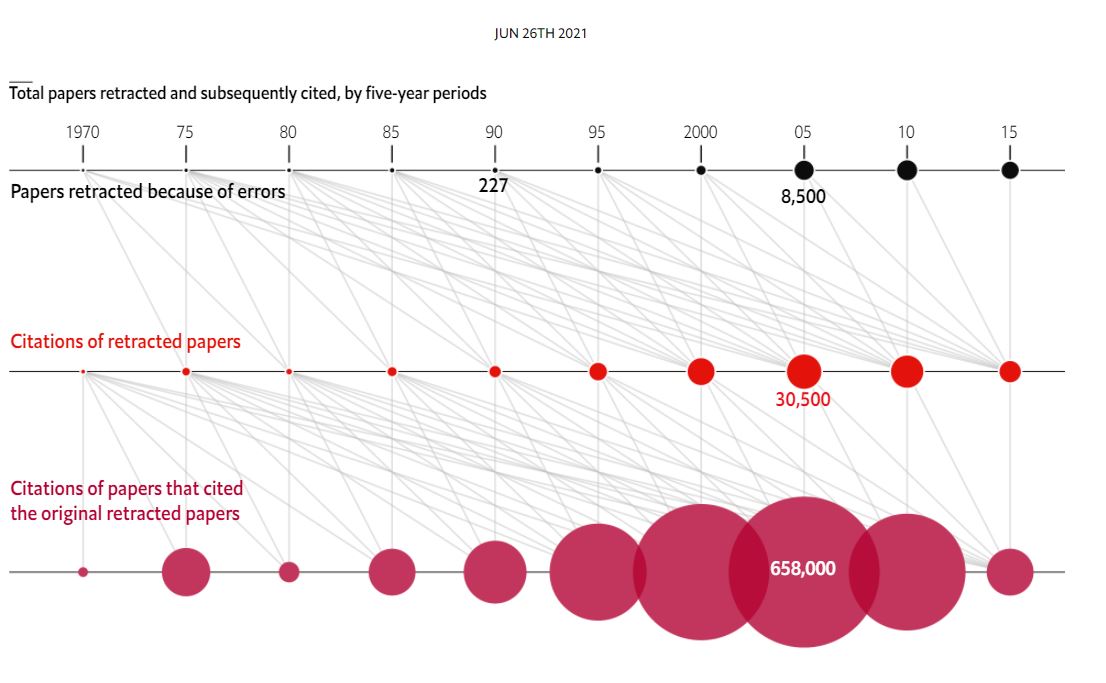 JUN 26TH 2021
Total papers retracted and subsequently cited, by five-year periods
1970 75 80 85 90 95 2000 05 10 15
Papers retracted because of errors
227
8,500
Citations of retracted papers
30,500
Citations of papers that cited
the original retracted papers
658,000